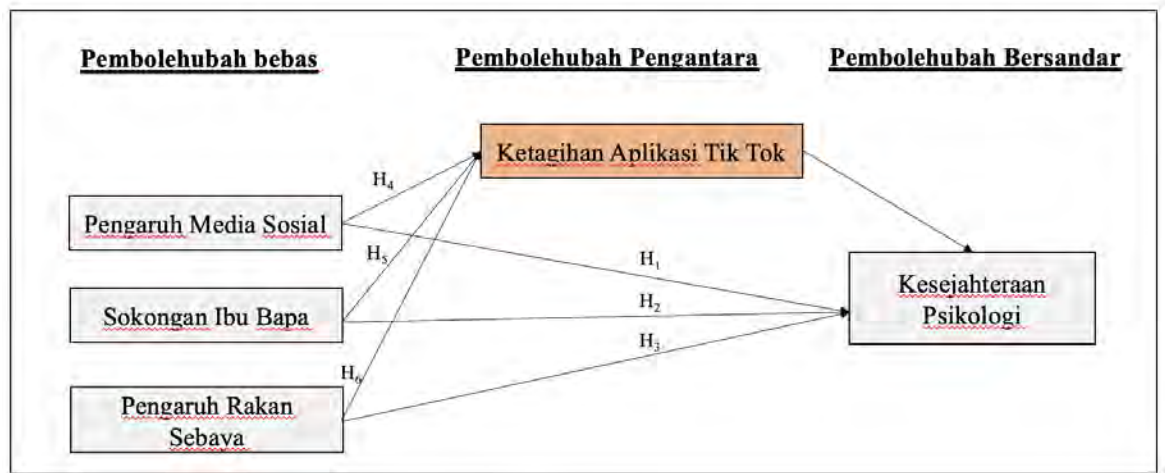 Pembolehubah bebas
Pembolehubah Pengantara
Pembolehubah Bersandar
Ketagihan Aplikasi Tik Tok
H₄
Pengaruh Media Sosial
H₅
H₁
Kesejahteraan
Psikologi
Sokongan Ibu Bapa
H₂
H₃
H₆
Pengaruh Rakan
Sebaya